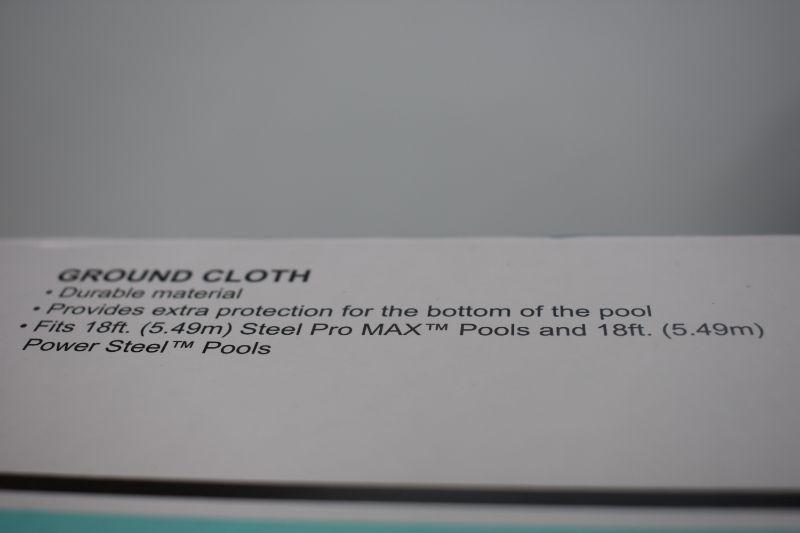 GROUND CLOTH
• Durable material
• Provides extra protection for the bottom of the pool
• Fits 18ft. (5.49m) Steel Pro MAX™ Pools and 18ft. (5.49m)
Power Steel™ Pools